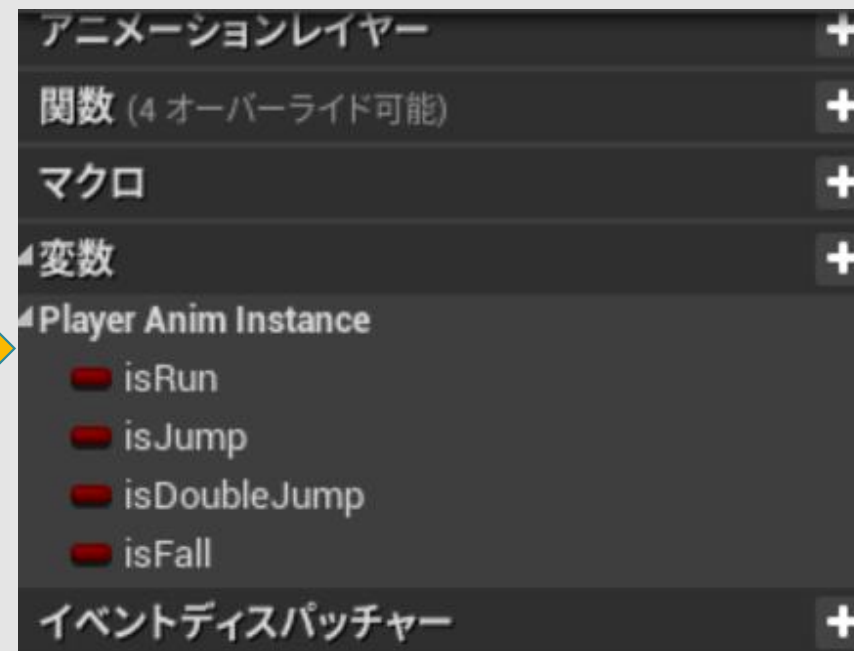 アニメーションレイヤー
関数 (4 オーバーライド可能)
マクロ
変数
Player Anim Instance
isRun
isJump
isDoubleJump
isFall
イベントディスパッチャー